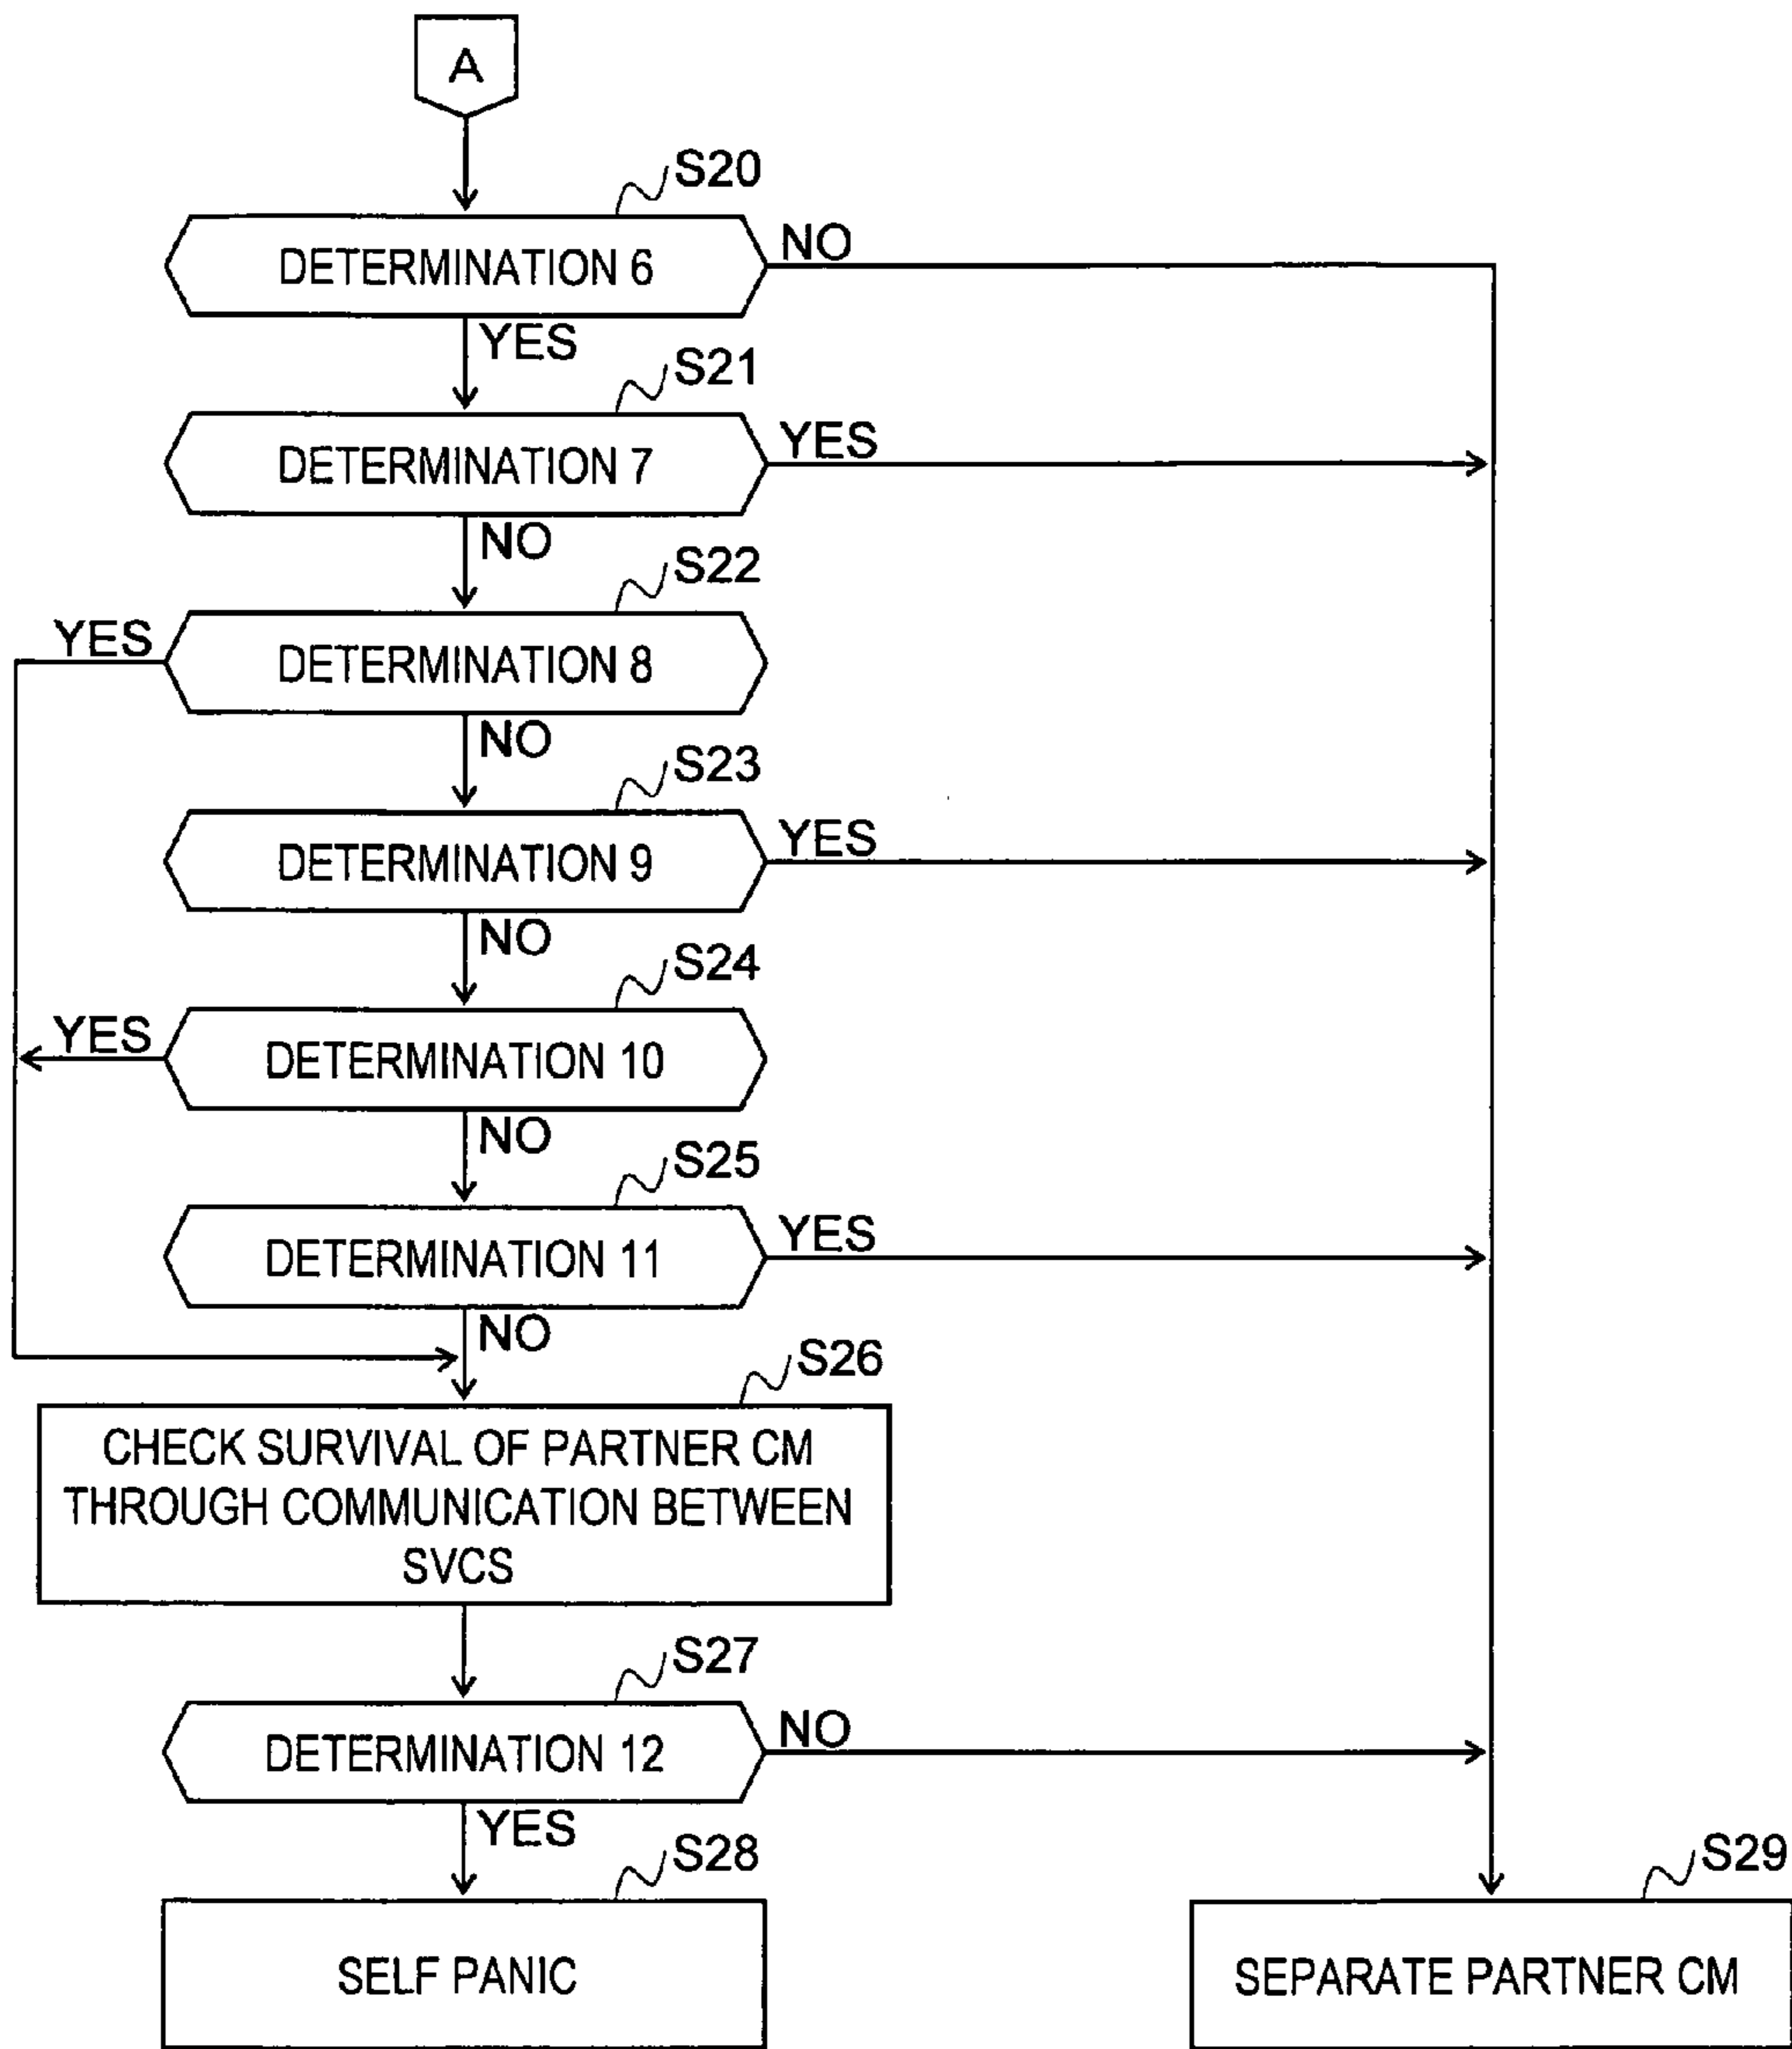 A
S20
DETERMINATION 6
NO
YES
S21
DETERMINATION 7
YES
NO
S22
YES
DETERMINATION 8
NO
S23
DETERMINATION 9
YES
NO
S24
YES
DETERMINATION 10
NO
S25
DETERMINATION 11
YES
NO
S26
CHECK SURVIVAL OF PARTNER CM
THROUGH COMMUNICATION BETWEEN
SVCS
S27
DETERMINATION 12
NO
YES
S28
SELF PANIC
S29
SEPARATE PARTNER CM